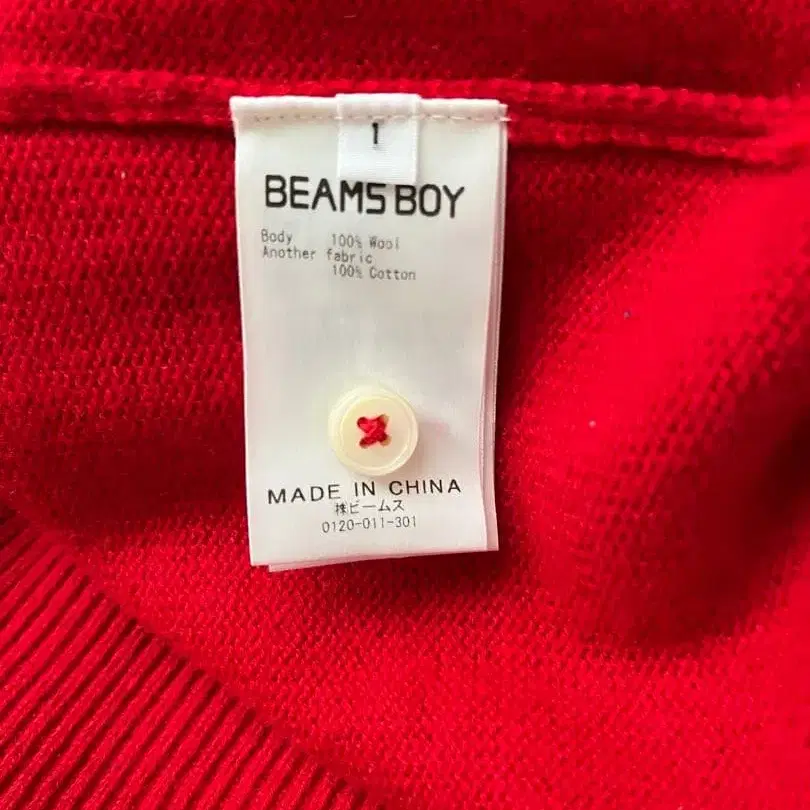 1
BEAMS BOY
Body 100% Wool
Another fabric
100% Cotton
MADE IN CHINA
㈱ビームス
0120-011-301